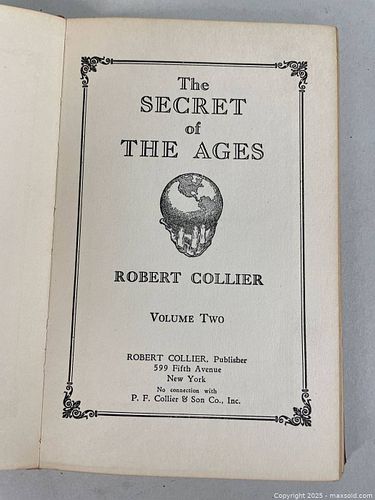 The
SECRET
of
THE AGES
ROBERT COLLIER
VOLUME TWO
ROBERT COLLIER, Publisher
599 Fifth Avenue
New York
No connection with
P. F. Collier & Son Co., Inc.
Copyright 2025 - maxsold.com